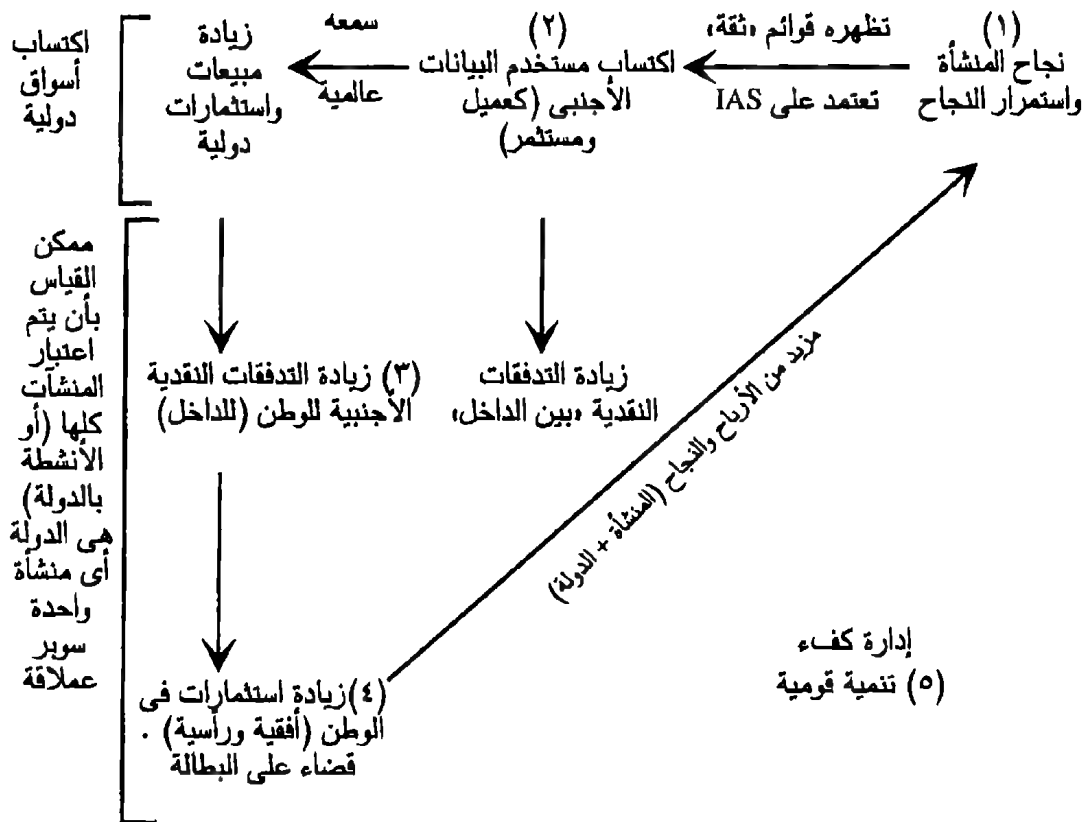 (١)
نجاح المنشأة
واستمرار النجاح
تظهره قوائم «ثقة»
تعتمد على IAS
(٢)
اكتساب مستخدم البيانات
الأجنبى (كعميل
ومستثمر)
سمعه
عالمية
زيادة
مبيعات
واستثمارات
دولية
اكتساب
أسواق
دولية
زيادة التدفقات
النقدية «بين الداخل»
(٣) زيادة التدفقات النقدية
الأجنبية للوطن (للداخل)
ممكن
القياس
بأن يتم
اعتبار
المنشآت
كلها (أو
الأنشطة
بالدولة)
هى الدولة
أى منشأة
واحدة
سوبر
عملاقة
مزيد من الأرباح والنجاح (المنشأة + الدولة)
(٤) زيادة استثمارات فى
الوطن (أفقية ورأسية) .
قضاء على البطالة
إدارة كفء
(٥) تنمية قومية